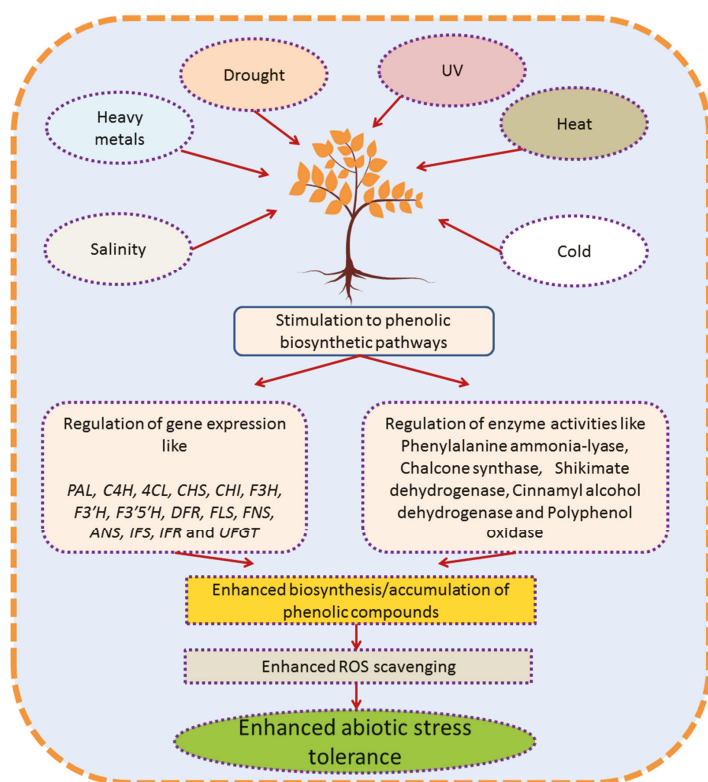 Drought
UV
Heavy
metals
Heat
Salinity
Cold
Stimulation to phenolic
biosynthetic pathways
Regulation of gene expression
like
PAL, C4H, 4CL, CHS, CHI, F3H,
F3’H, F3’5’H, DFR, FLS, FNS,
ANS, IFS, IFR and UFGT
Regulation of enzyme activities like
Phenylalanine ammonia-lyase,
Chalcone synthase, Shikimate
dehydrogenase, Cinnamyl alcohol
dehydrogenase and Polyphenol
oxidase
Enhanced biosynthesis/accumulation of
phenolic compounds
Enhanced ROS scavenging
Enhanced abiotic stress
tolerance